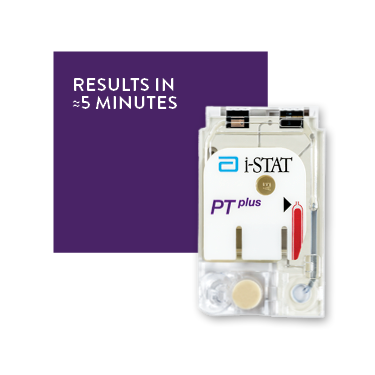 RESULTS IN
≈5 MINUTES
a i-STAT
PT plus